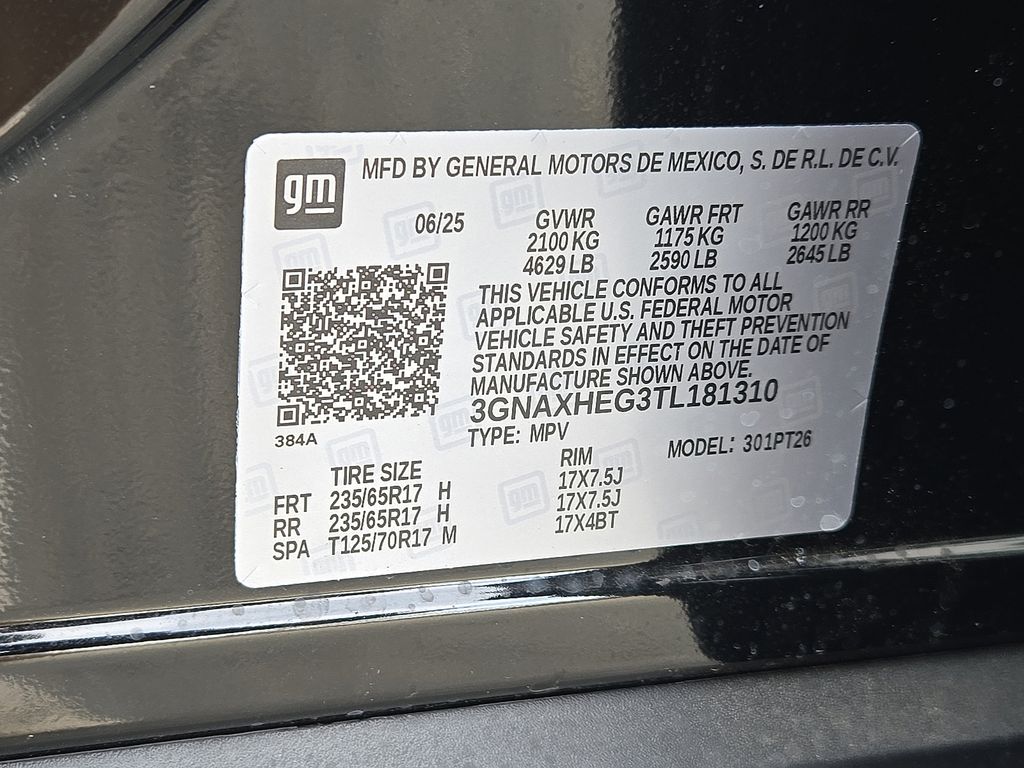 gm MFD BY GENERAL MOTORS DE MEXICO, S. DE R.L. DE C.V.
06/25 GVWR GAWR FRT GAWR RR
2100 KG 1175 KG 1200 KG
4629 LB 2590 LB 2645 LB
THIS VEHICLE CONFORMS TO ALL
APPLICABLE U.S. FEDERAL MOTOR
VEHICLE SAFETY AND THEFT PREVENTION
STANDARDS IN EFFECT ON THE DATE OF
MANUFACTURE SHOWN ABOVE.
3GNAXHEG3TL181310
384A
TYPE: MPV MODEL: 301PT26
TIRE SIZE RIM
FRT 235/65R17 H 17X7.5J
RR 235/65R17 H 17X7.5J
SPA T125/70R17 M 17X4BT